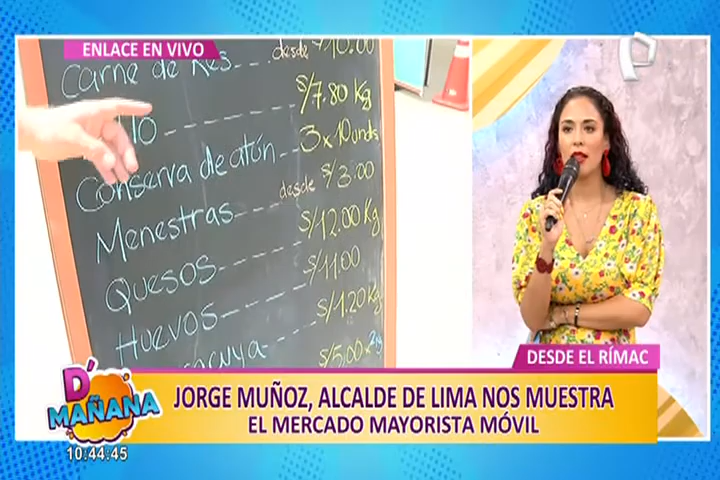 ENLACE EN VIVO
Carne de Res desde S/10.00
S/7.80 Kg
Conserva de atún 3 x 10 unds
Menestras desde S/3.00
Quesos S/12.00 Kg
Huevos S/11.00
S/1.20 Kg
S/5.00 x
DESDE EL RÍMAC
D' MAÑANA
JORGE MUÑOZ, ALCALDE DE LIMA NOS MUESTRA
EL MERCADO MAYORISTA MÓVIL
10:44:45